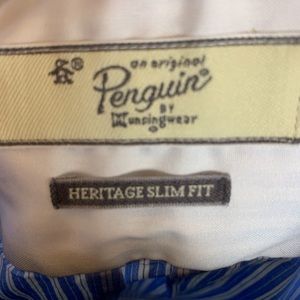 an original
Penguin®
BY
Munsingwear
HERITAGE SLIM FIT